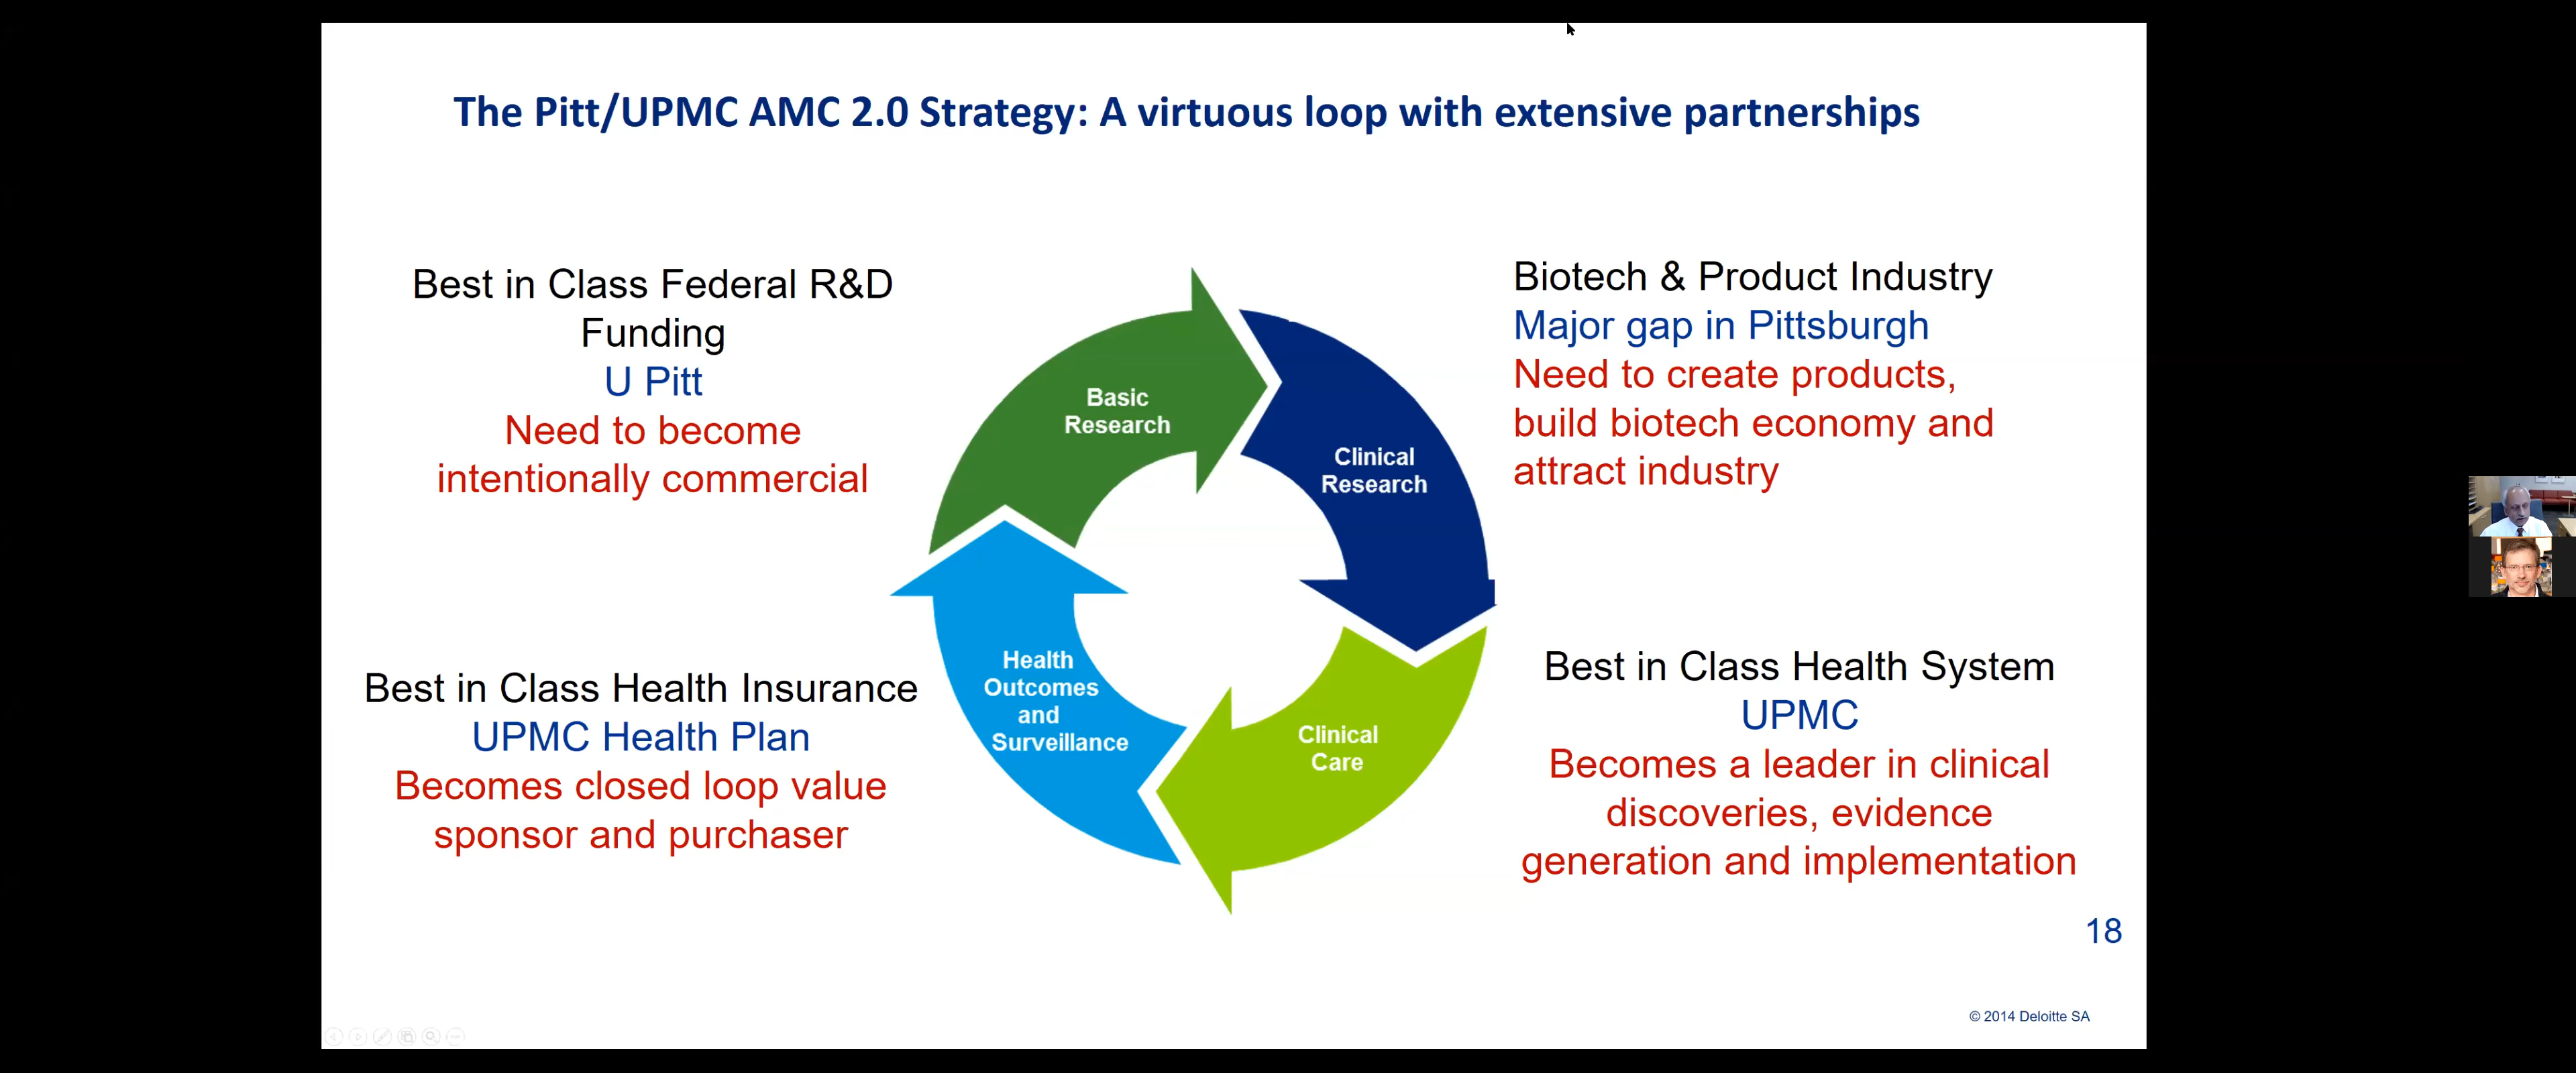 The Pitt/UPMC AMC 2.0 Strategy: A virtuous loop with extensive partnerships
Best in Class Federal R&D
Funding
U Pitt
Need to become
intentionally commercial
Biotech & Product Industry
Major gap in Pittsburgh
Need to create products,
build biotech economy and
attract industry
Basic
Research
Clinical
Research
Health
Outcomes
and
Surveillance
Clinical
Care
Best in Class Health Insurance
UPMC Health Plan
Becomes closed loop value
sponsor and purchaser
Best in Class Health System
UPMC
Becomes a leader in clinical
discoveries, evidence
generation and implementation
18
© 2014 Deloitte SA